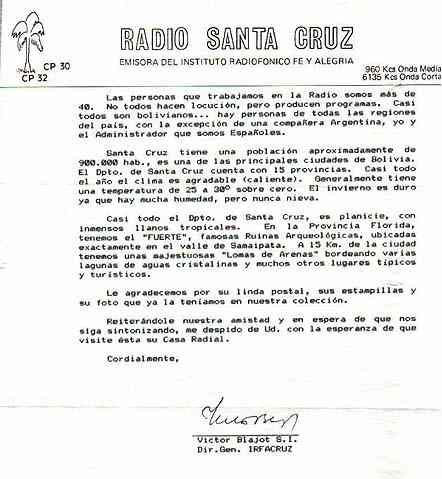 RADIO SANTA CRUZ
EMISORA DEL INSTITUTO RADIOFONICO FE Y ALEGRIA
CP 30
CP 32
960 Kcs Onda Media
6135 Kcs Onda Corta
Las personas que trabajamos en la Radio somos más de
40. No todos hacen locución, pero producen programas. Casi
todos son bolivianos... hay personas de todas las regiones
del país, con la excepción de una compañera Argentina, yo y
el Administrador que somos Españoles.
Santa Cruz tiene una población aproximadamente de
900.000 hab., es una de las principales ciudades de Bolivia.
El Dpto. de Santa Cruz cuenta con 15 provincias. Casi todo
el año el clima es agradable (caliente). Generalmente tiene
una temperatura de 25 a 30° sobre cero. El invierno es duro
ya que hay mucha humedad, pero nunca nieva.
Casi todo el Dpto. de Santa Cruz, es planicie, con
inmensos llanos tropicales. En la Provincia Florida,
tenemos el "FUERTE", famosas Ruinas Arqueológicas, ubicadas
exactamente en el valle de Samaipata. A 15 Km. de la ciudad
tenemos unas majestuosas "Lomas de Arenas" bordeando varias
lagunas de aguas cristalinas y muchos otros lugares típicos
y turísticos.
Le agradecemos por su linda postal, sus estampillas y
su foto que ya la teníamos en nuestra colección.
Reiterándole nuestra amistad y en espera de que nos
siga sintonizando, me despido de Ud. con la esperanza de que
visite ésta su Casa Radial.
Cordialmente,
Víctor Blajot S.I.
Dir.Gen. IRFACRUZ